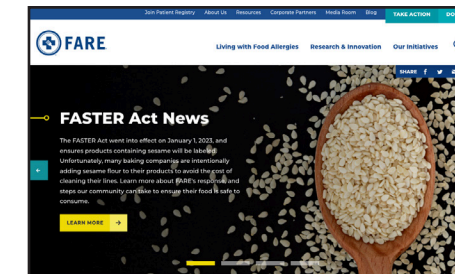 Join Patient Registry About Us Resources Corporate Partners Media Room Blog TAKE ACTION DO
FARE
Living with Food Allergies Research & Innovation Our Initiatives
SHARE
FASTER Act News
The FASTER Act went into effect on January 1, 2023, and
ensures products containing sesame will be labeled.
Unfortunately, many baking companies are intentionally
adding sesame flour to their products to avoid the cost of
cleaning their lines. Learn more about FARE's response, and
steps our community can take to ensure their food is safe to
consume.
LEARN MORE